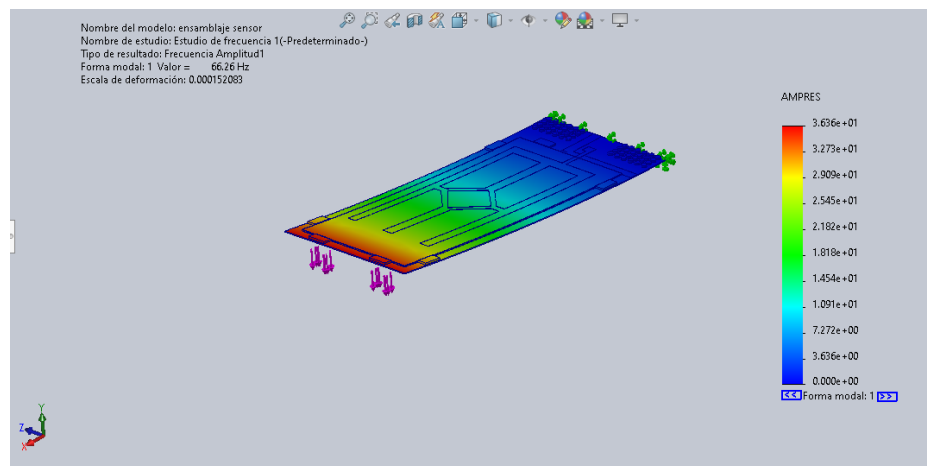 Nombre del modelo: ensamblaje sensor
Nombre de estudio: Estudio de frecuencia 1(-Predeterminado-)
Tipo de resultado: Frecuencia Amplitud1
Forma modal: 1 Valor = 66.26 Hz
Escala de deformación: 0.000152083
AMPRES
3.636e+01
3.273e+01
2.909e+01
2.545e+01
2.182e+01
1.818e+01
1.454e+01
1.091e+01
7.272e+00
3.636e+00
0.000e+00
<< Forma modal: 1 >>
Y
Z
X